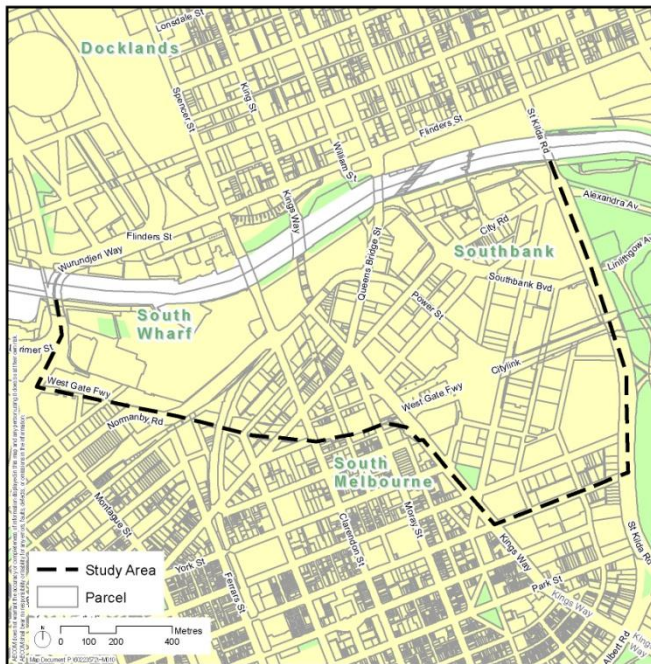 Docklands
Lonsdale St
Spencer St
King St
William St
Flinders St
St Kilda Rd
Alexandra Av
Linlithgow Av
Kings Way
Queens Bridge St
City Rd
Southbank
Southbank Blvd
Flinders St
Wurundjeri Way
South
Wharf
Power St
Citylink
West Gate Fwy
West Gate Fwy
Normanby Rd
South
Melbourne
Montague St
Clarendon St
Moray St
York St
Ferrars St
Kings Way
Park St
Kings Way
St Kilda Rd
Albert Rd
Study Area
Parcel
N
0 100 200 400 Metres